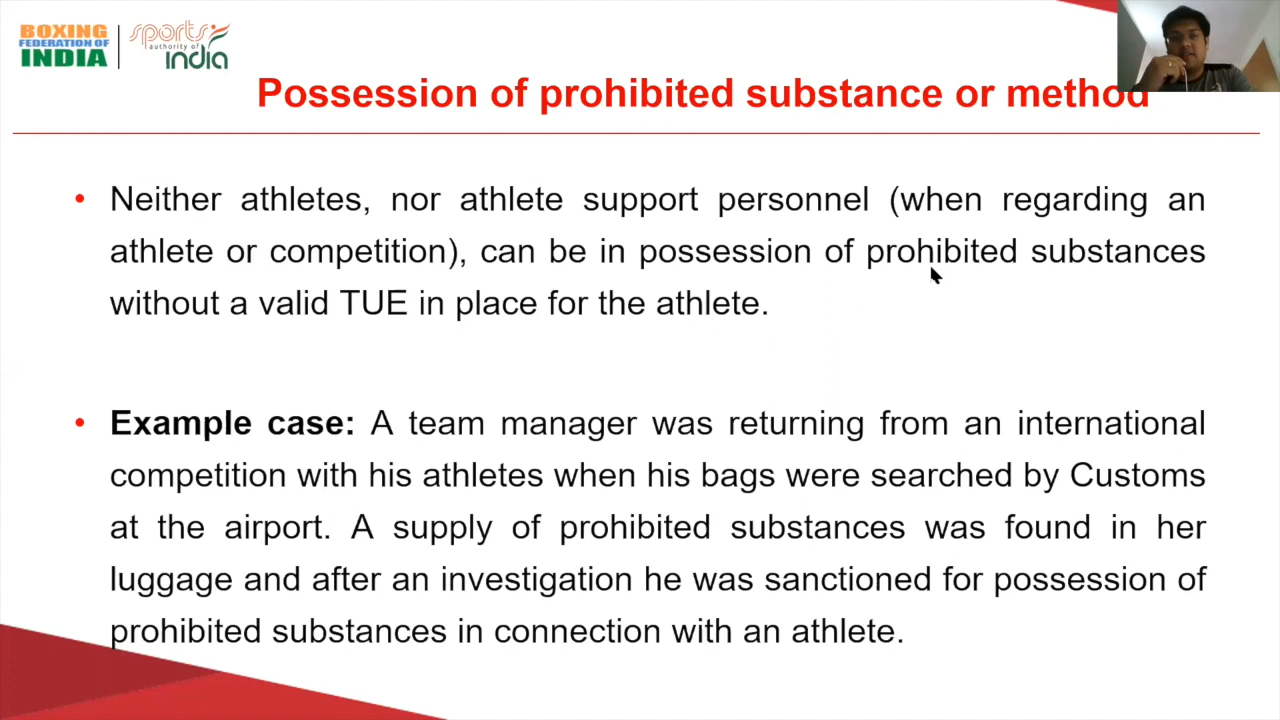 BOXING
FEDERATION OF
INDIA
sports
authority of
india
Possession of prohibited substance or method
• Neither athletes, nor athlete support personnel (when regarding an
athlete or competition), can be in possession of prohibited substances
without a valid TUE in place for the athlete.
• Example case: A team manager was returning from an international
competition with his athletes when his bags were searched by Customs
at the airport. A supply of prohibited substances was found in her
luggage and after an investigation he was sanctioned for possession of
prohibited substances in connection with an athlete.